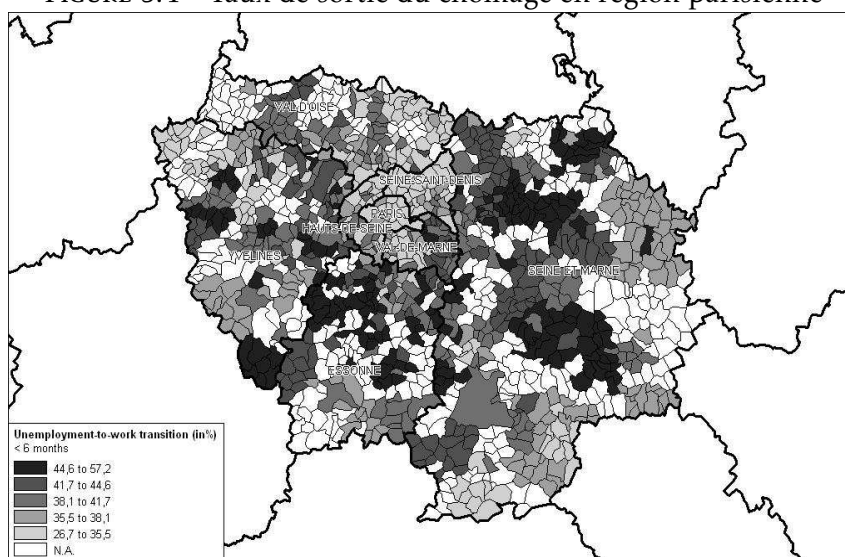 FIGURE 3.1 – Taux de sortie du chômage en région parisienne
VAL D'OISE
SEINE-SAINT-DENIS
PARIS
HAUTS-DE-SEINE
VAL-DE-MARNE
YVELINES
SEINE ET MARNE
ESSONNE
Unemployment-to-work transition (in%)
< 6 months
44,6 to 57,2
41,7 to 44,6
38,1 to 41,7
35,5 to 38,1
26,7 to 35,5
N.A.